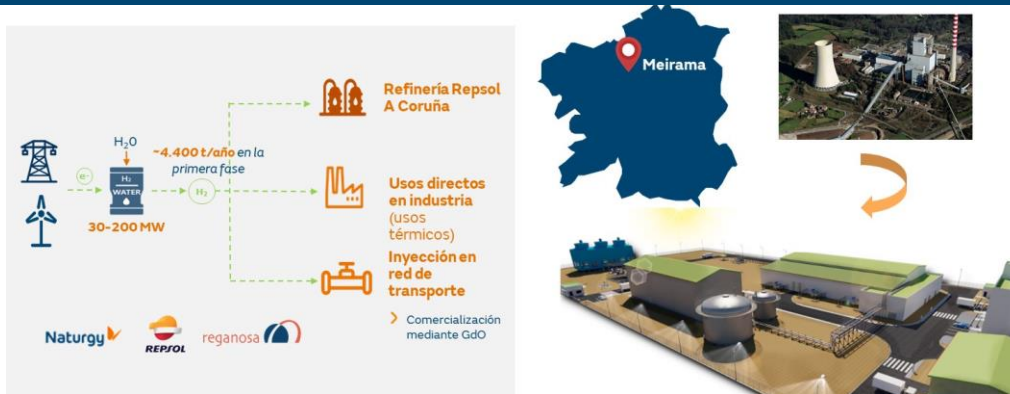 Refinería Repsol
A Coruña
H₂O
~4.400 t/año en la
primera fase
H₂
WATER
H₂
30-200 MW
Usos directos
en industria
(usos
térmicos)
Inyección en
red de
transporte
Comercialización
mediante GdO
Naturgy
REPSOL
reganosa
Meirama